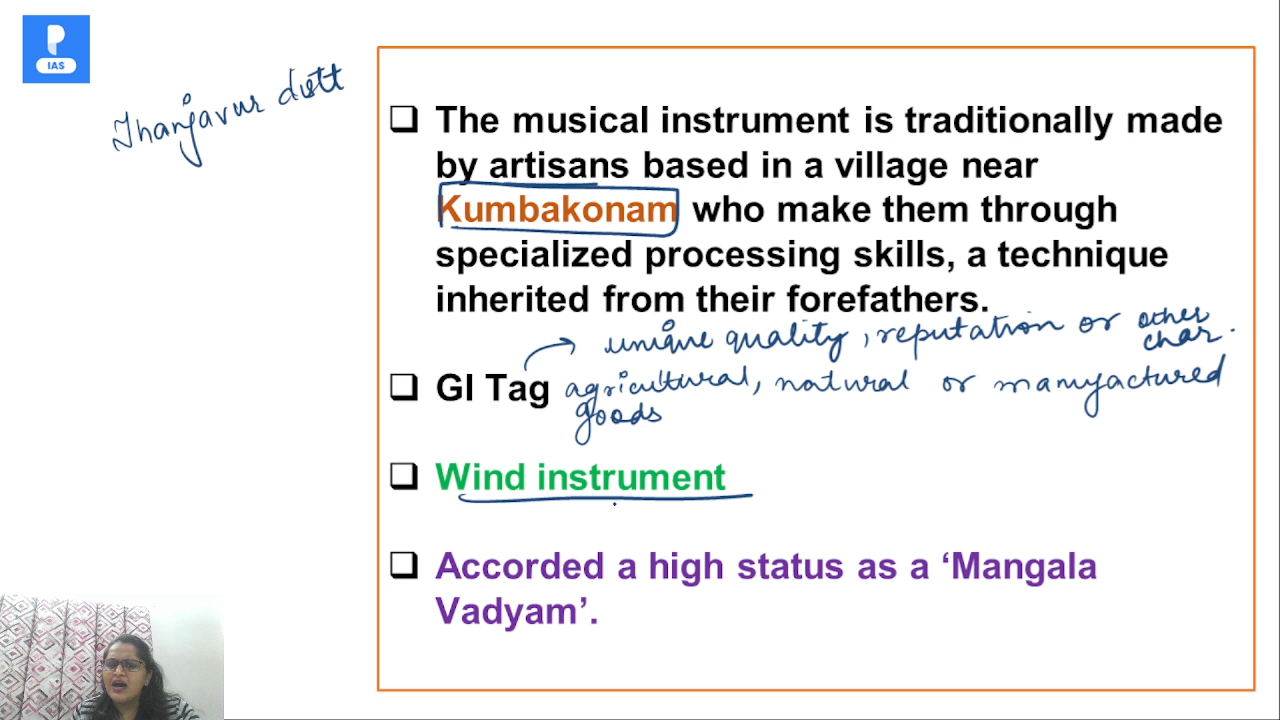 P
IAS
Thanjavur distt
The musical instrument is traditionally made
by artisans based in a village near
Kumbakonam who make them through
specialized processing skills, a technique
inherited from their forefathers.
unique quality, reputation or other
char.
GI Tag agricultural, natural or manufactured
goods
Wind instrument
Accorded a high status as a ‘Mangala
Vadyam’.